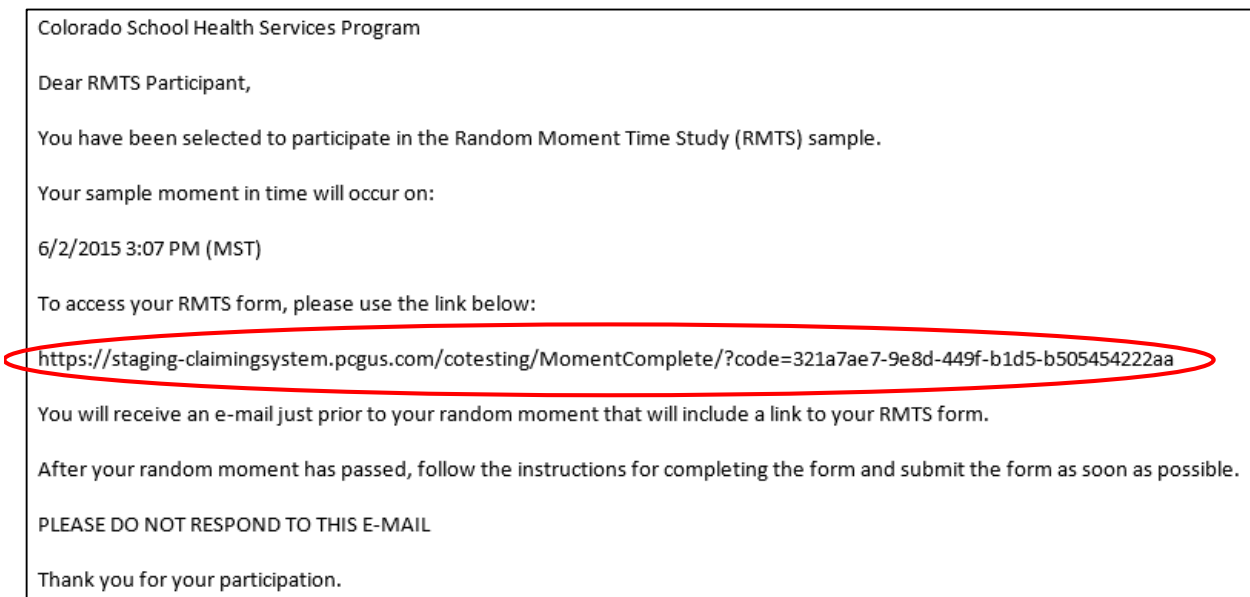 Colorado School Health Services Program
Dear RMTS Participant,
You have been selected to participate in the Random Moment Time Study (RMTS) sample.
Your sample moment in time will occur on:
6/2/2015 3:07 PM (MST)
To access your RMTS form, please use the link below:
https://staging-claimingsystem.pcgus.com/cotesting/MomentComplete/?code=321a7ae7-9e8d-449f-b1d5-b505454222aa
You will receive an e-mail just prior to your random moment that will include a link to your RMTS form.
After your random moment has passed, follow the instructions for completing the form and submit the form as soon as possible.
PLEASE DO NOT RESPOND TO THIS E-MAIL
Thank you for your participation.